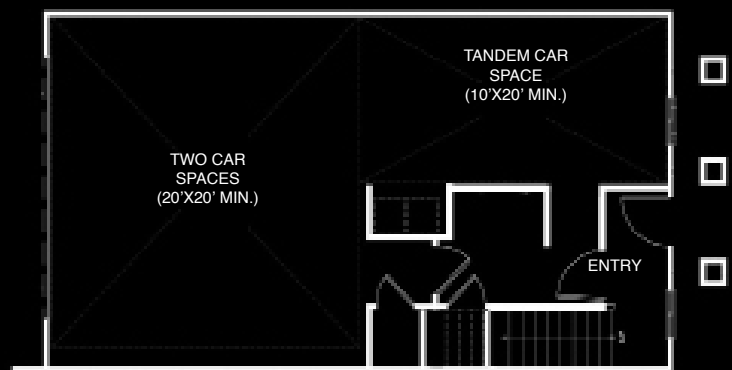 TANDEM CAR
SPACE
(10'X20' MIN.)
TWO CAR
SPACES
(20'X20' MIN.)
ENTRY